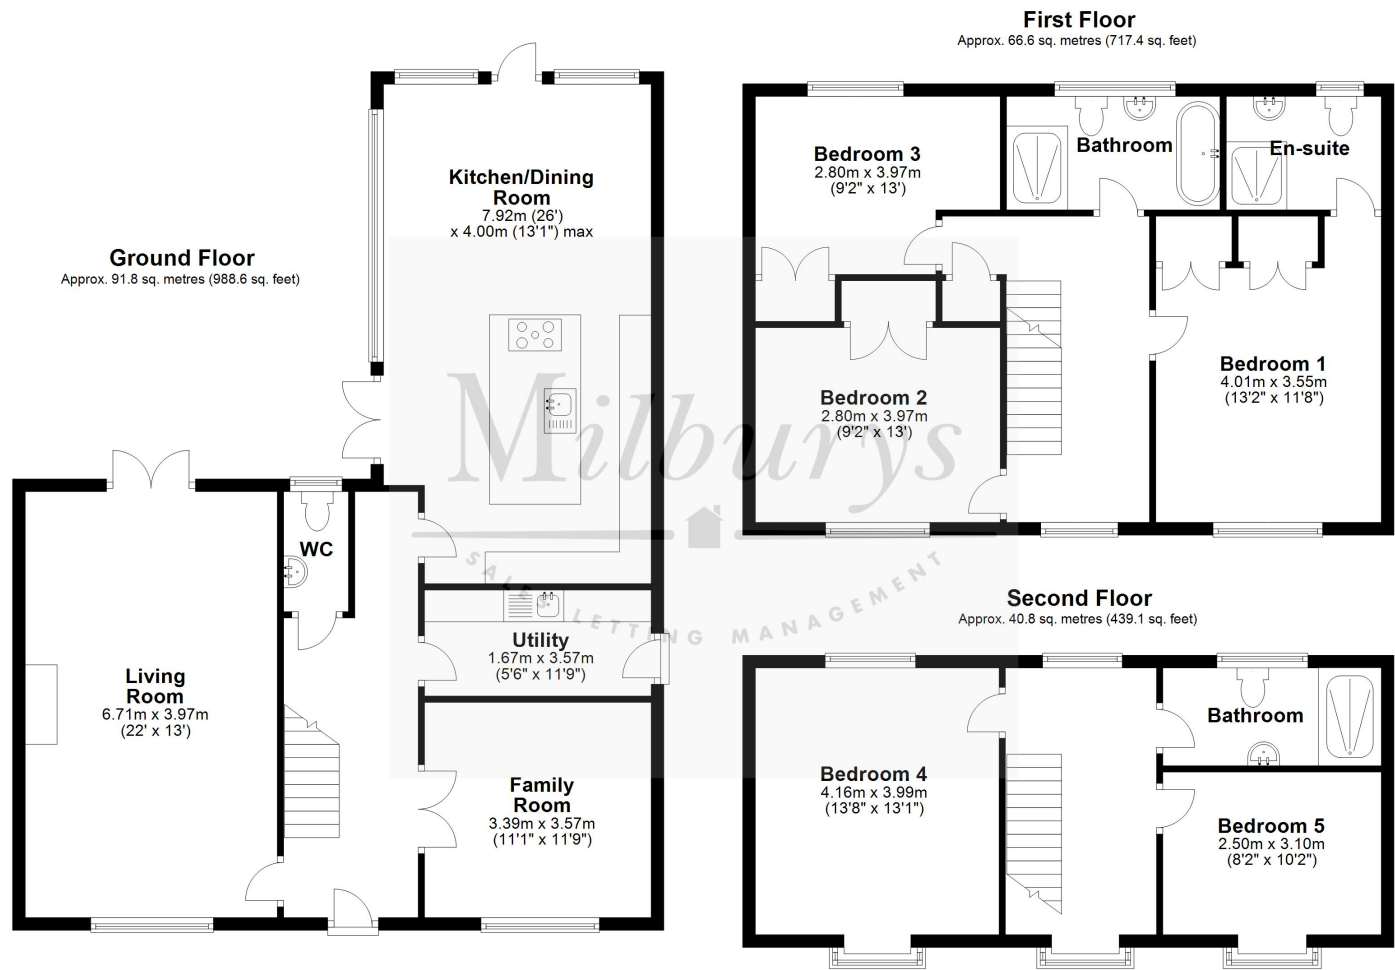 First Floor
Approx. 66.6 sq. metres (717.4 sq. feet)
Bedroom 3
2.80m x 3.97m
(9'2" x 13')
Bathroom
En-suite
Bedroom 2
2.80m x 3.97m
(9'2" x 13')
Bedroom 1
4.01m x 3.55m
(13'2" x 11'8")
Ground Floor
Approx. 91.8 sq. metres (988.6 sq. feet)
Kitchen/Dining
Room
7.92m (26')
x 4.00m (13'1") max
WC
Utility
1.67m x 3.57m
(5'6" x 11'9")
Living
Room
6.71m x 3.97m
(22' x 13')
Family
Room
3.39m x 3.57m
(11'1" x 11'9")
Second Floor
Approx. 40.8 sq. metres (439.1 sq. feet)
Bathroom
Bedroom 4
4.16m x 3.99m
(13'8" x 13'1")
Bedroom 5
2.50m x 3.10m
(8'2" x 10'2")
Milburys
SALES LETTING MANAGEMENT